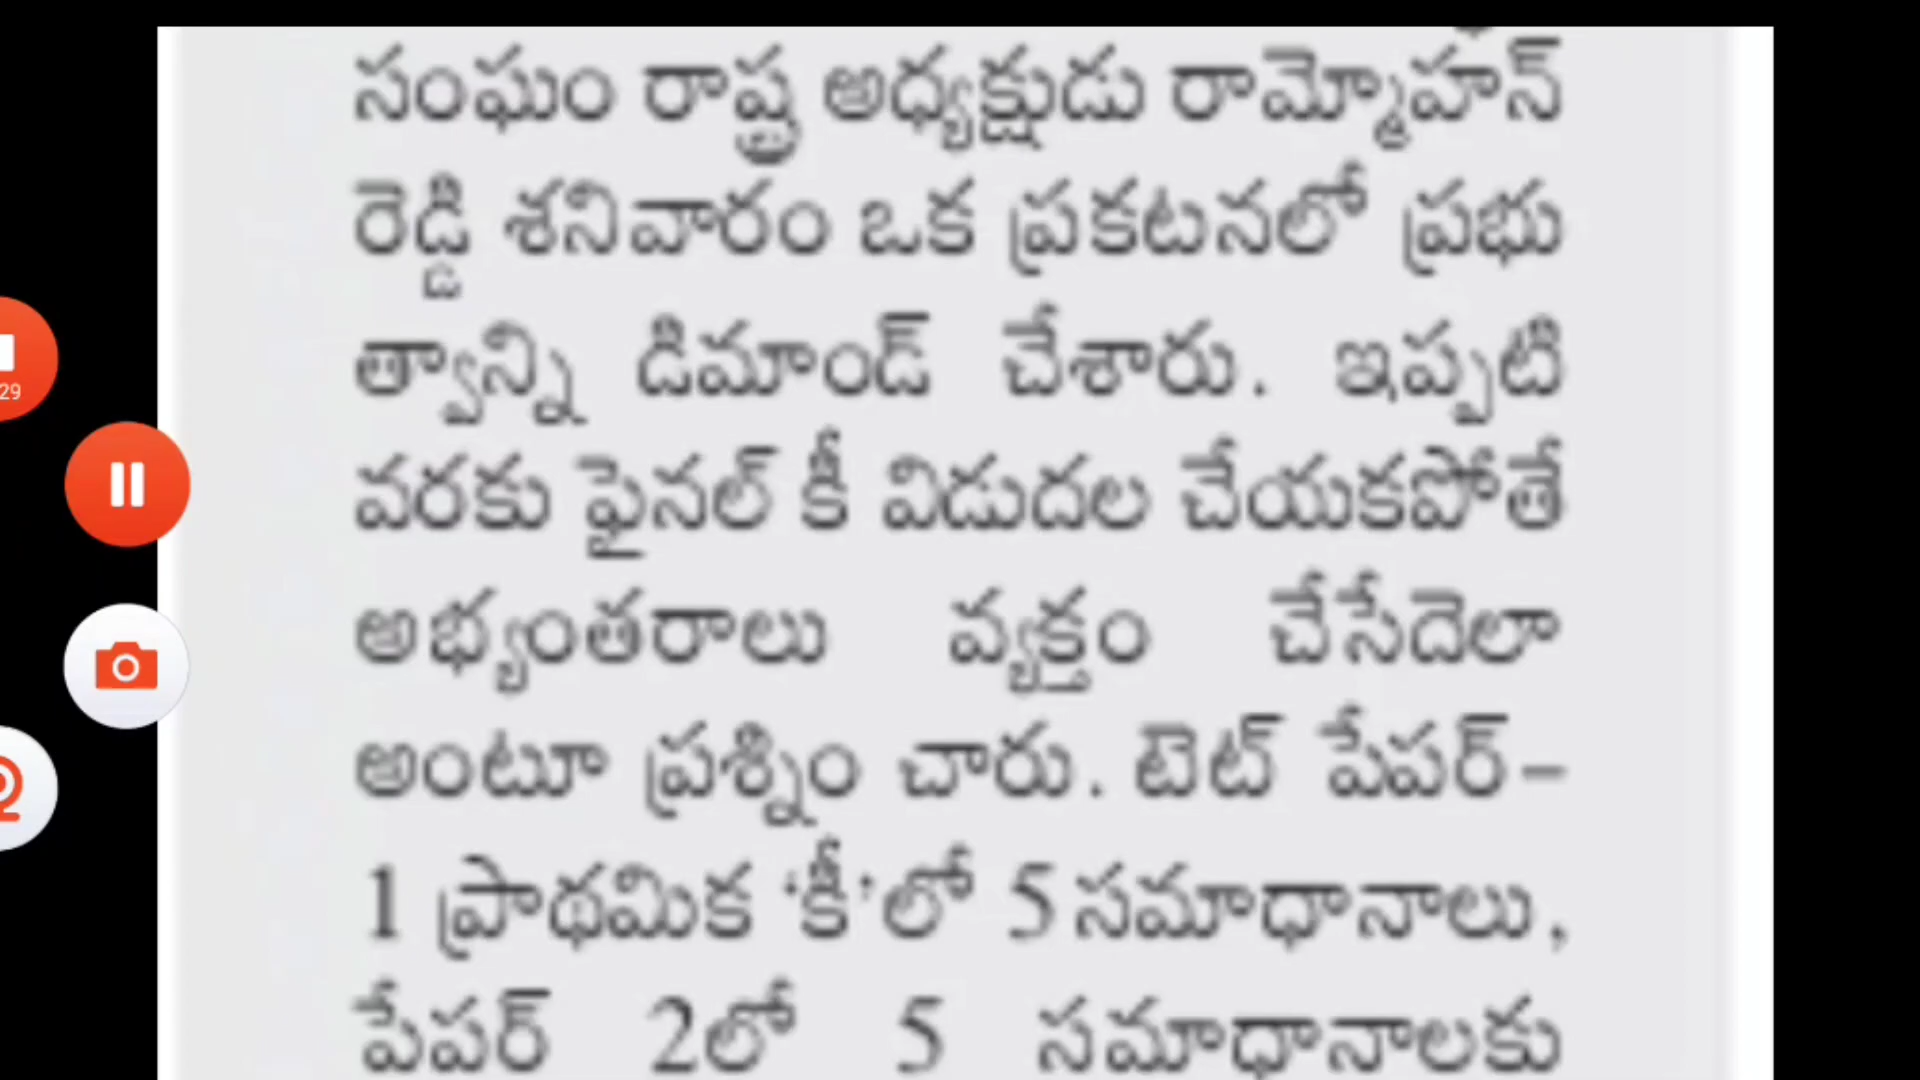 సంఘం రాష్ట్ర అధ్యక్షుడు రామ్మోహన్
రెడ్డి శనివారం ఒక ప్రకటనలో ప్రభు
త్వాన్ని డిమాండ్ చేశారు. ఇప్పటి
వరకు ఫైనల్ కీ విడుదల చేయకపోతే
అభ్యంతరాలు వ్యక్తం చేసేదెలా
అంటూ ప్రశ్నిం చారు. టెట్ పేపర్-
1 ప్రాథమిక 'కీ'లో 5 సమాధానాలు,
పేపర్ 2లో 5 సమాధానాలకు
29